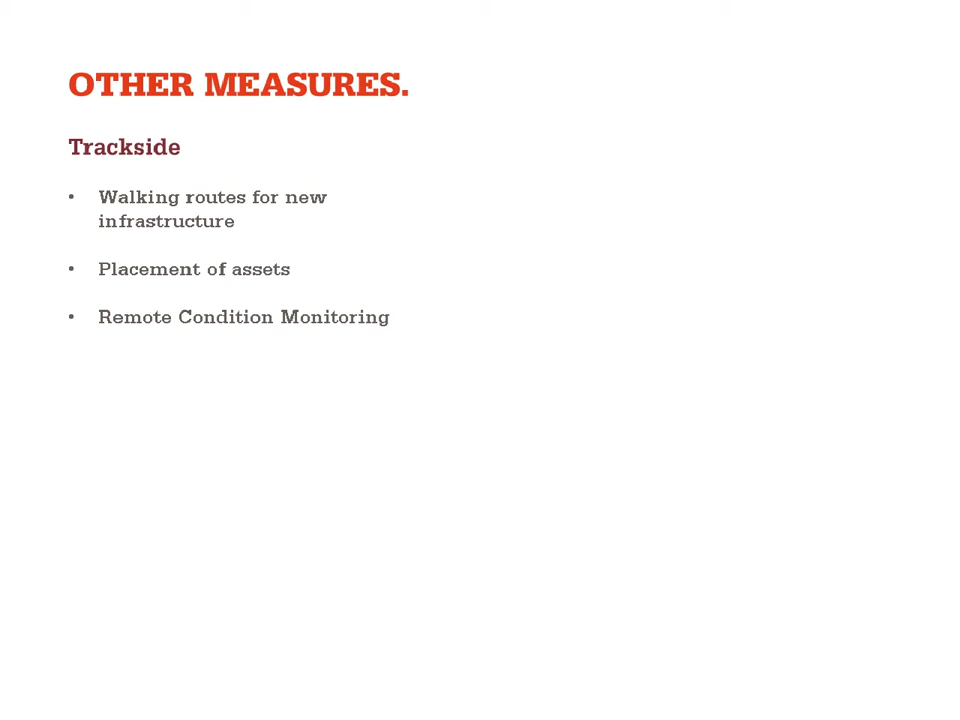 OTHER MEASURES.
Trackside
• Walking routes for new
infrastructure
• Placement of assets
• Remote Condition Monitoring